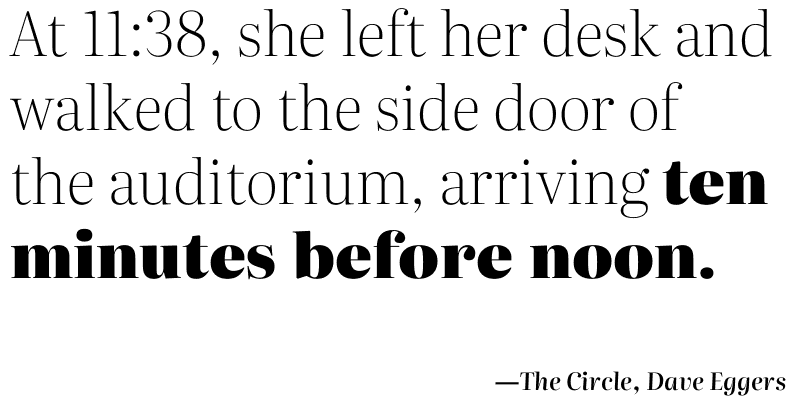 At 11:38, she left her desk and
walked to the side door of
the auditorium, arriving ten
minutes before noon.
—The Circle, Dave Eggers